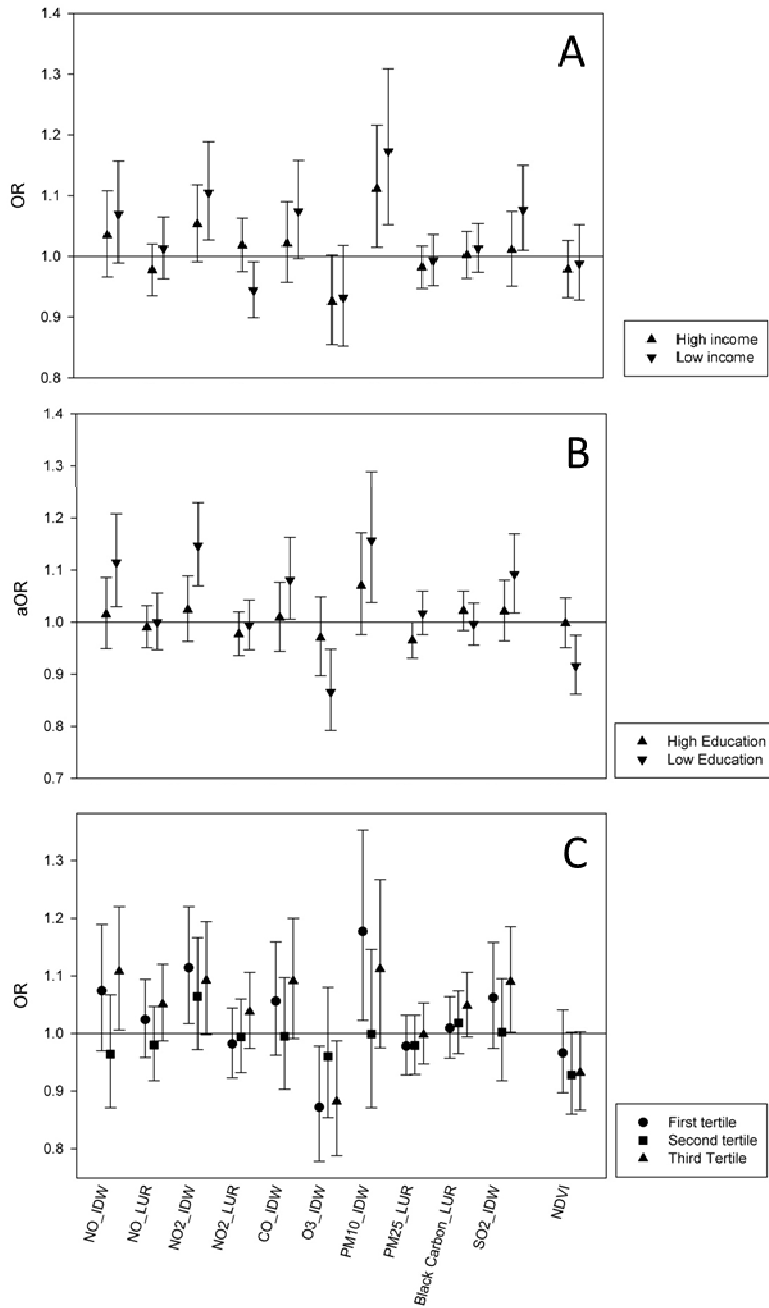 A
1.4
1.3
1.2
1.1
1.0
0.9
0.8
OR
High income
Low income
B
1.4
1.3
1.2
1.1
1.0
0.9
0.8
0.7
aOR
High Education
Low Education
C
1.3
1.2
1.1
1.0
0.9
0.8
OR
First tertile
Second tertile
Third Tertile
NO_IDW
NO_LUR
NO2_IDW
NO2_LUR
CO_IDW
O3_IDW
PM10_IDW
PM25_LUR
Black Carbon_LUR
SO2_IDW
NDVI